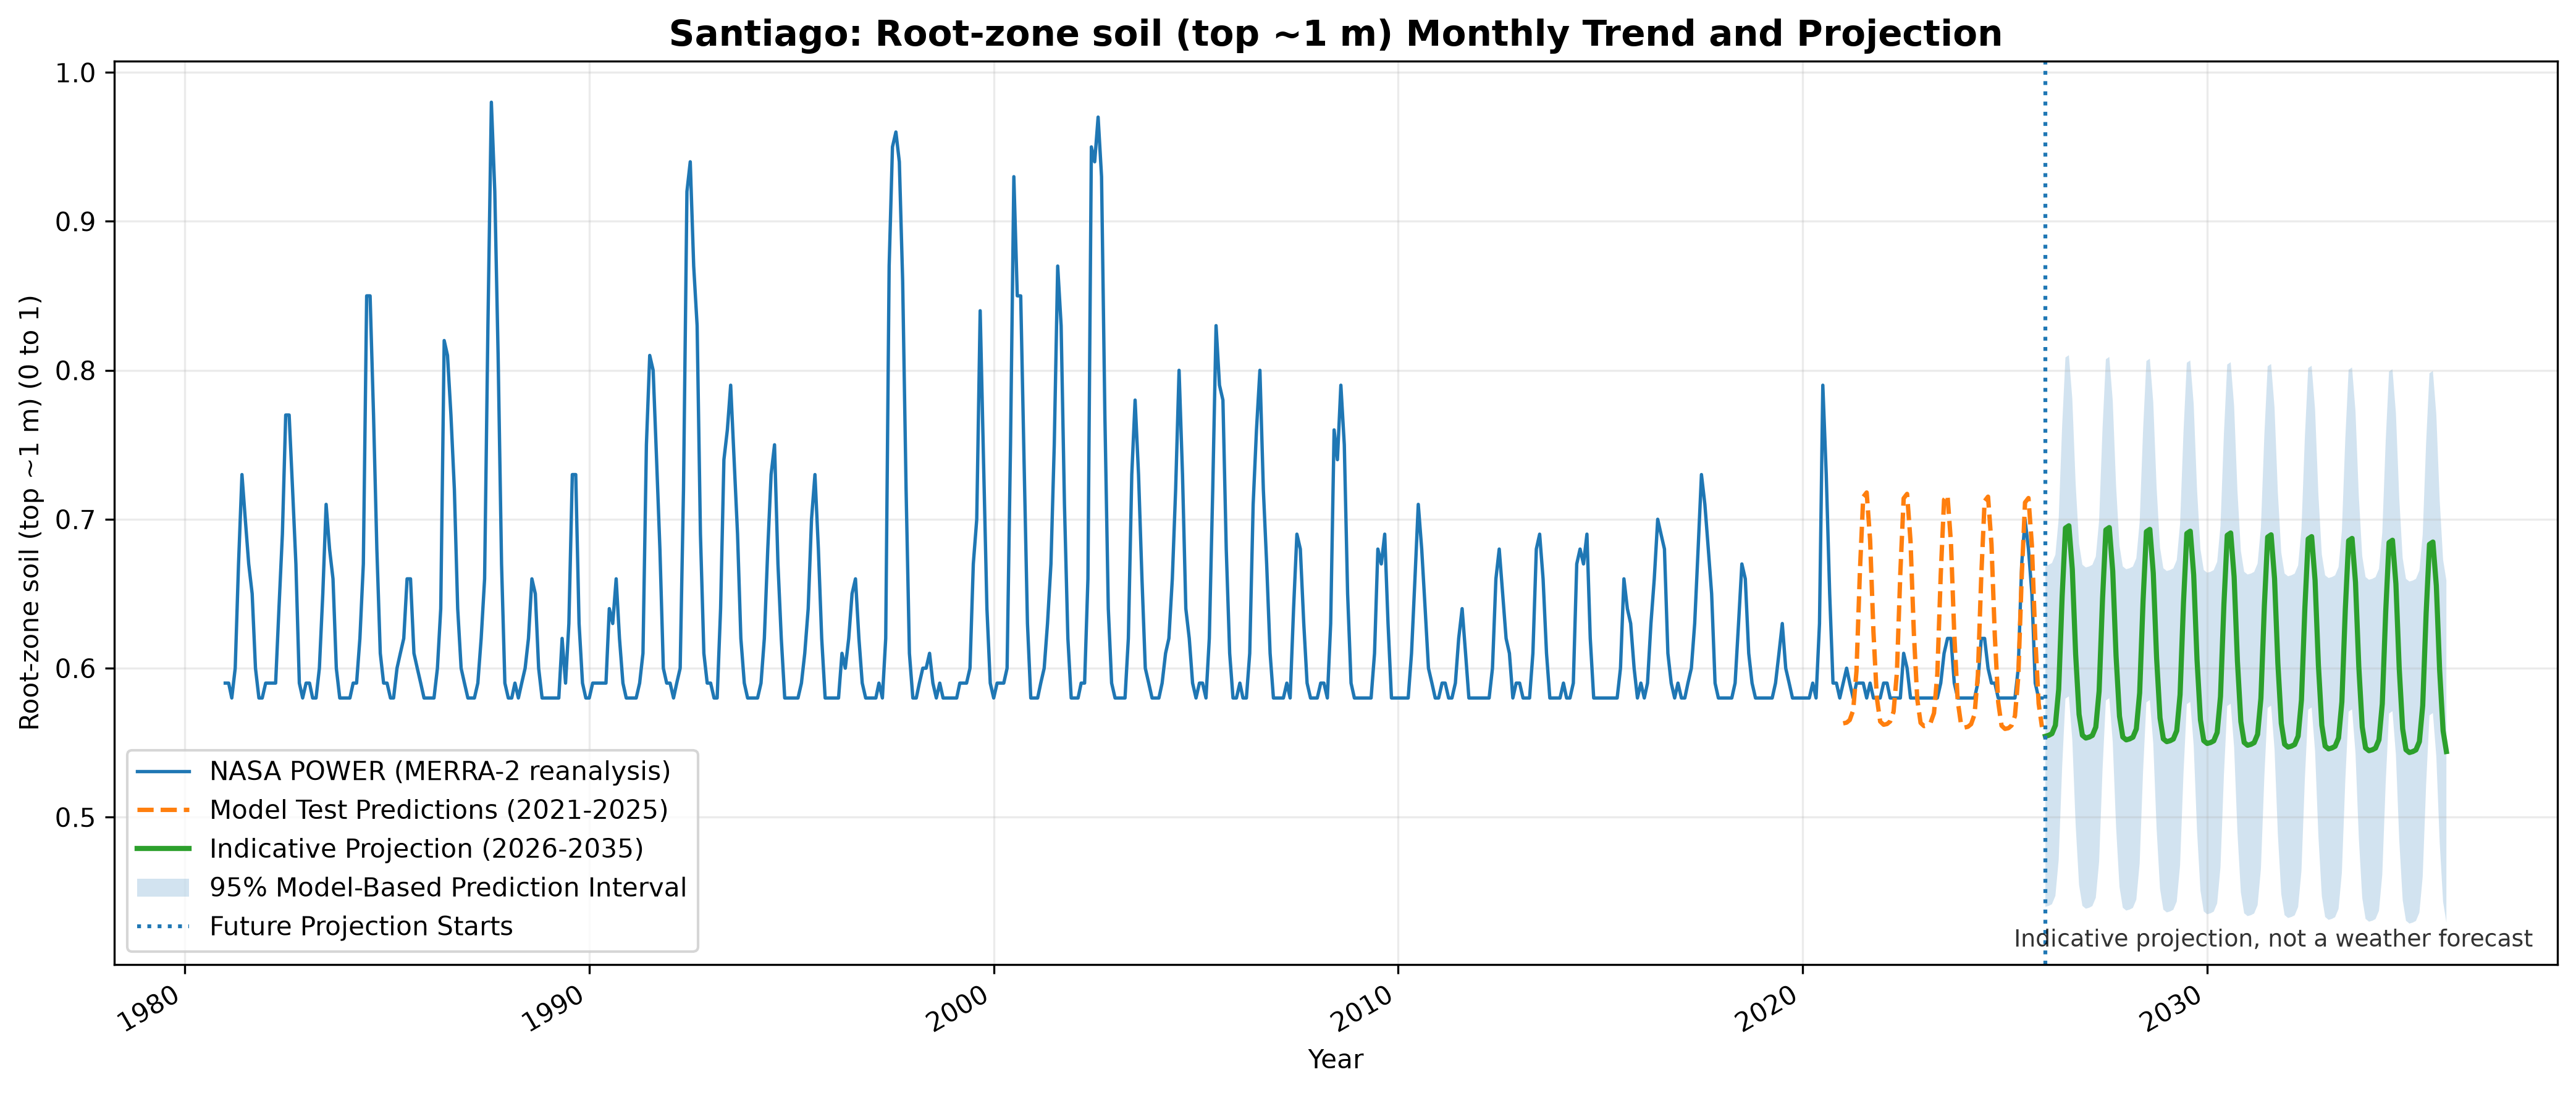 Santiago: Root-zone soil (top ~1 m) Monthly Trend and Projection
Root-zone soil (top ~1 m) (0 to 1)
1.0
0.9
0.8
0.7
0.6
0.5
NASA POWER (MERRA-2 reanalysis)
Model Test Predictions (2021-2025)
Indicative Projection (2026-2035)
95% Model-Based Prediction Interval
Future Projection Starts
Indicative projection, not a weather forecast
1980
1990
2000
2010
2020
2030
Year